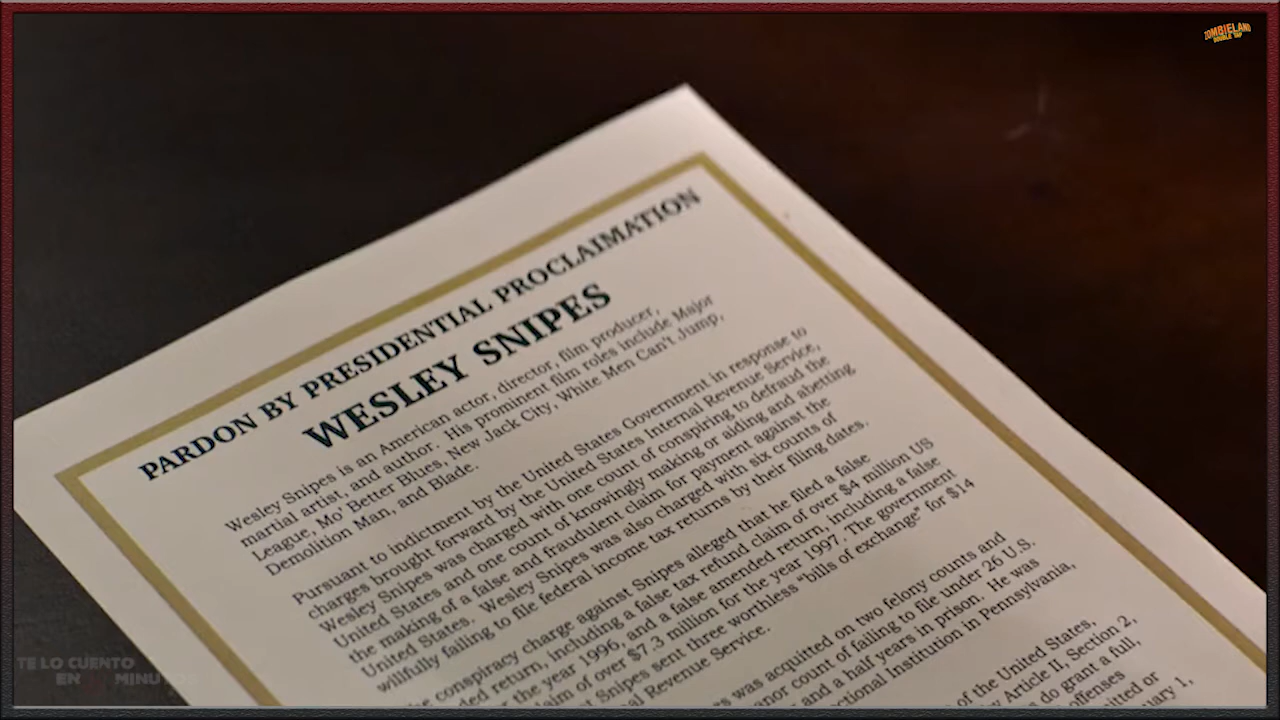 ZOMBIELAND
DOUBLE TAP
PARDON BY PRESIDENTIAL PROCLAIMATION
WESLEY SNIPES
Wesley Snipes is an American actor, director, film producer,
martial artist, and author. His prominent film roles include Major
League, Mo' Better Blues, New Jack City, White Men Can't Jump,
Demolition Man, and Blade.
Pursuant to indictment by the United States Government in response to
charges brought forward by the United States Internal Revenue Service,
Wesley Snipes was charged with one count of conspiring to defraud the
United States and one count of knowingly making or aiding and abetting
the making of a false and fraudulent claim for payment against the
United States. Wesley Snipes was also charged with six counts of
willfully failing to file federal income tax returns by their filing dates.
conspiracy charge against Snipes alleged that he filed a false
return, including a false tax refund claim of over $4 million US
the year 1996, and a false amended return, including a false
of over $7.3 million for the year 1997. The government
Snipes sent three worthless "bills of exchange" for $14
Revenue Service.
was acquitted on two felony counts and
count of failing to file under 26 U.S.
and a half years in prison. He was
Institution in Pennsylvania,
of the United States,
Article II, Section 2,
do grant a full,
offenses
or
1,
TE LO CUENTO
EN MINUTOS